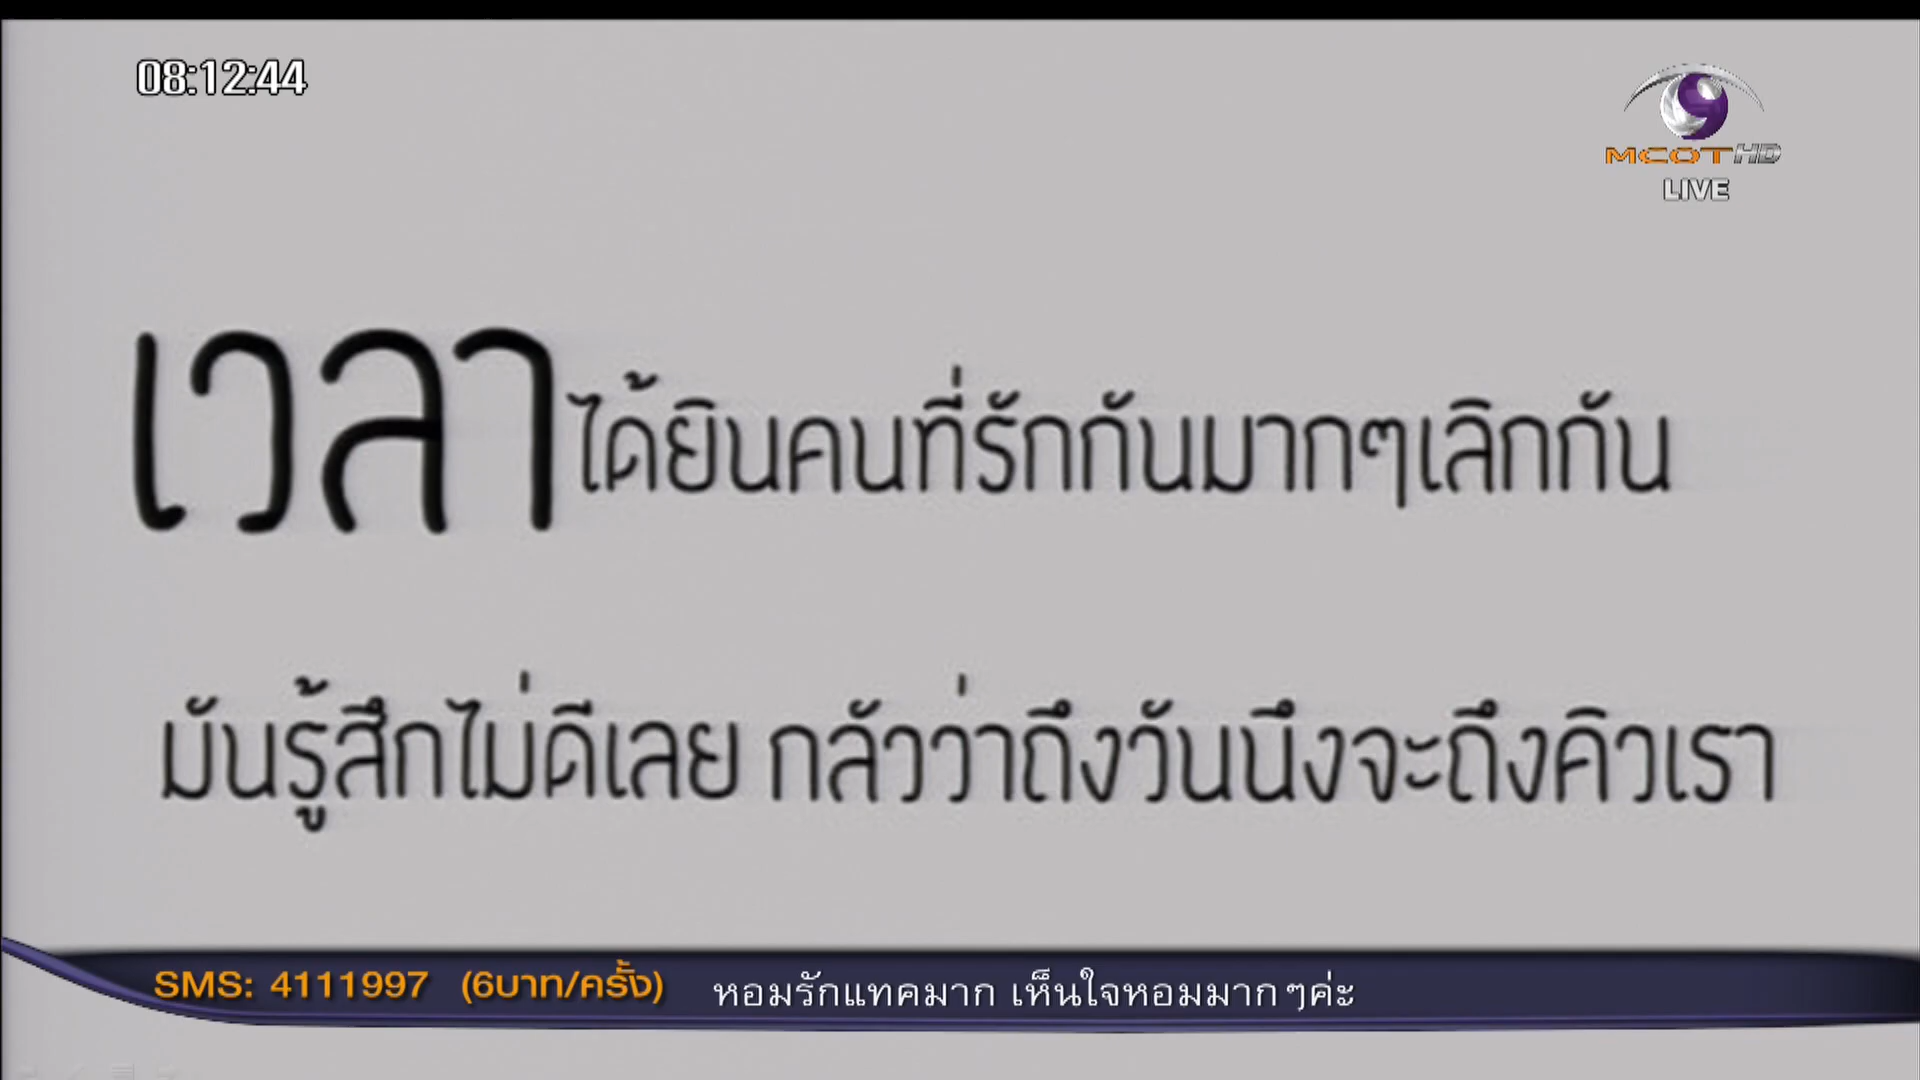 08:12:44
MCOT HD
LIVE
เวลาได้ยินคนที่รักกันมากๆเลิกกัน
มันรู้สึกไม่ดีเลย กลัวว่าถึงวันนึงจะถึงคิวเรา
SMS: 4111997 (6บาท/ครั้ง) หอมรักแทคมาก เห็นใจหอมมากๆค่ะ